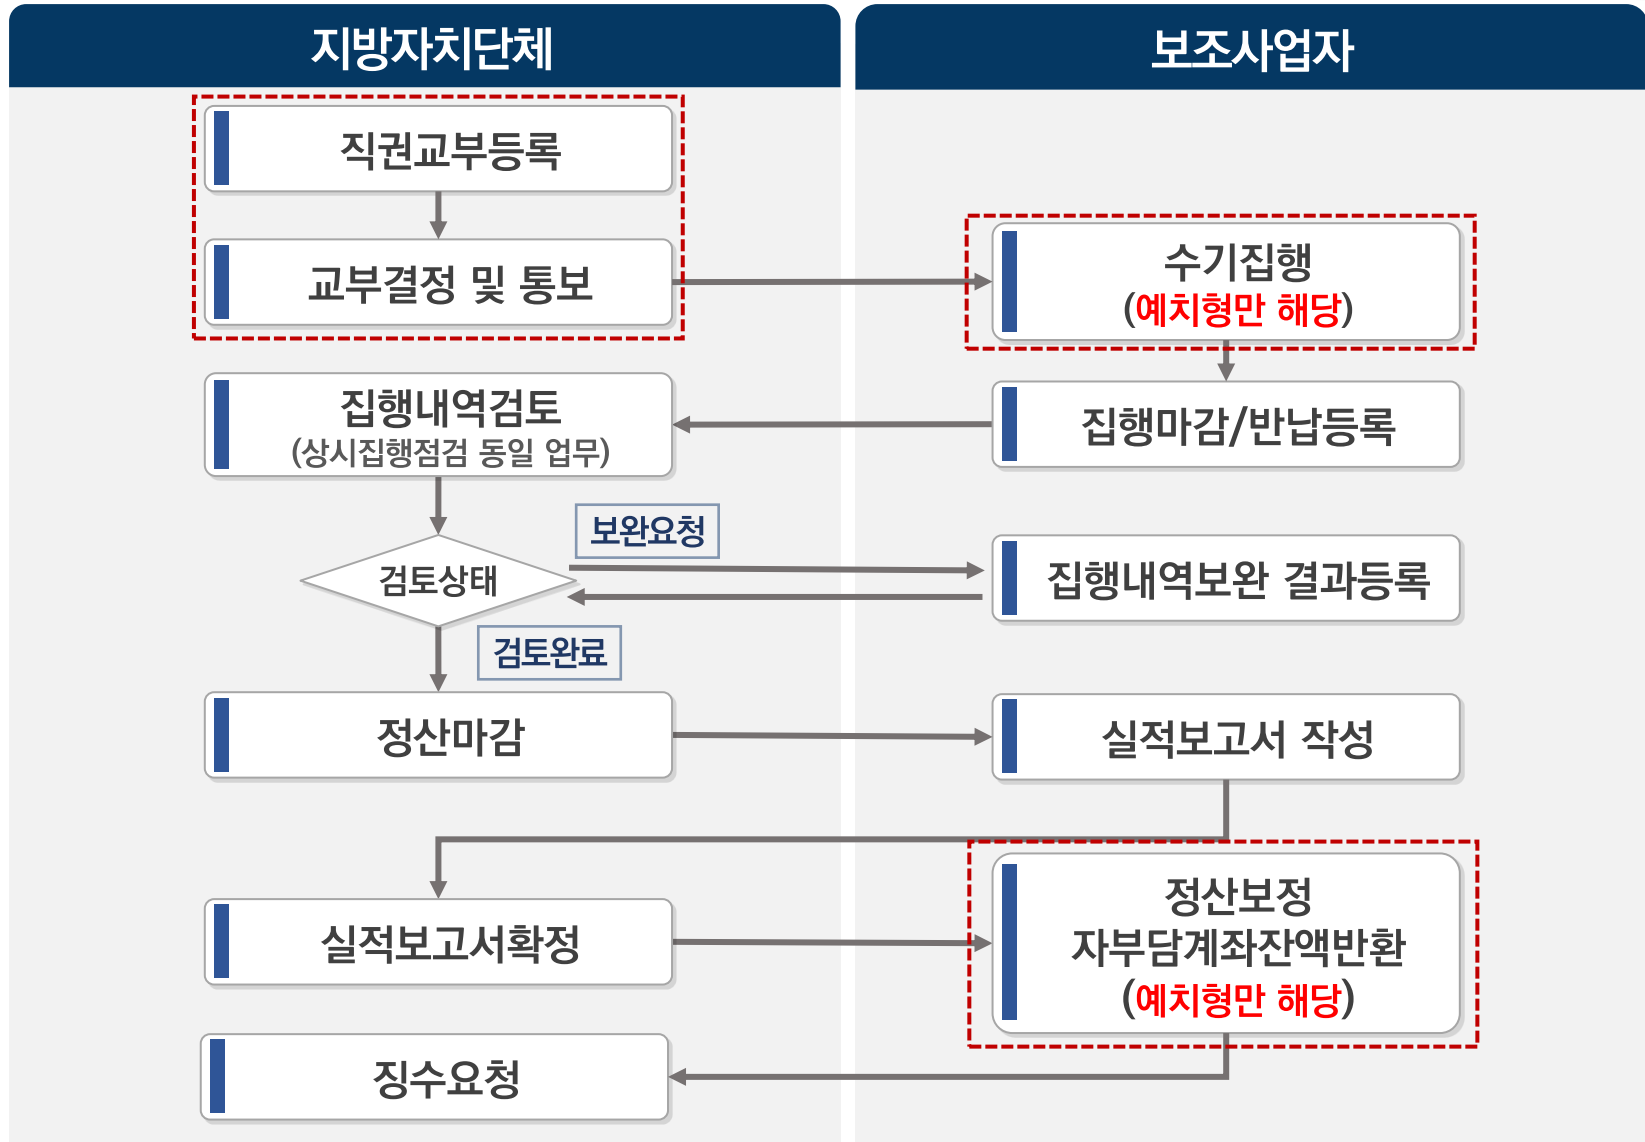 지방자치단체
보조사업자
직권교부등록
교부결정 및 통보
수기집행
(예치형만 해당)
집행내역검토
(상시집행점검 동일 업무)
집행마감/반납등록
보완요청
검토상태
집행내역보완 결과등록
검토완료
정산마감
실적보고서 작성
실적보고서확정
정산보정
자부담계좌잔액반환
(예치형만 해당)
징수요청